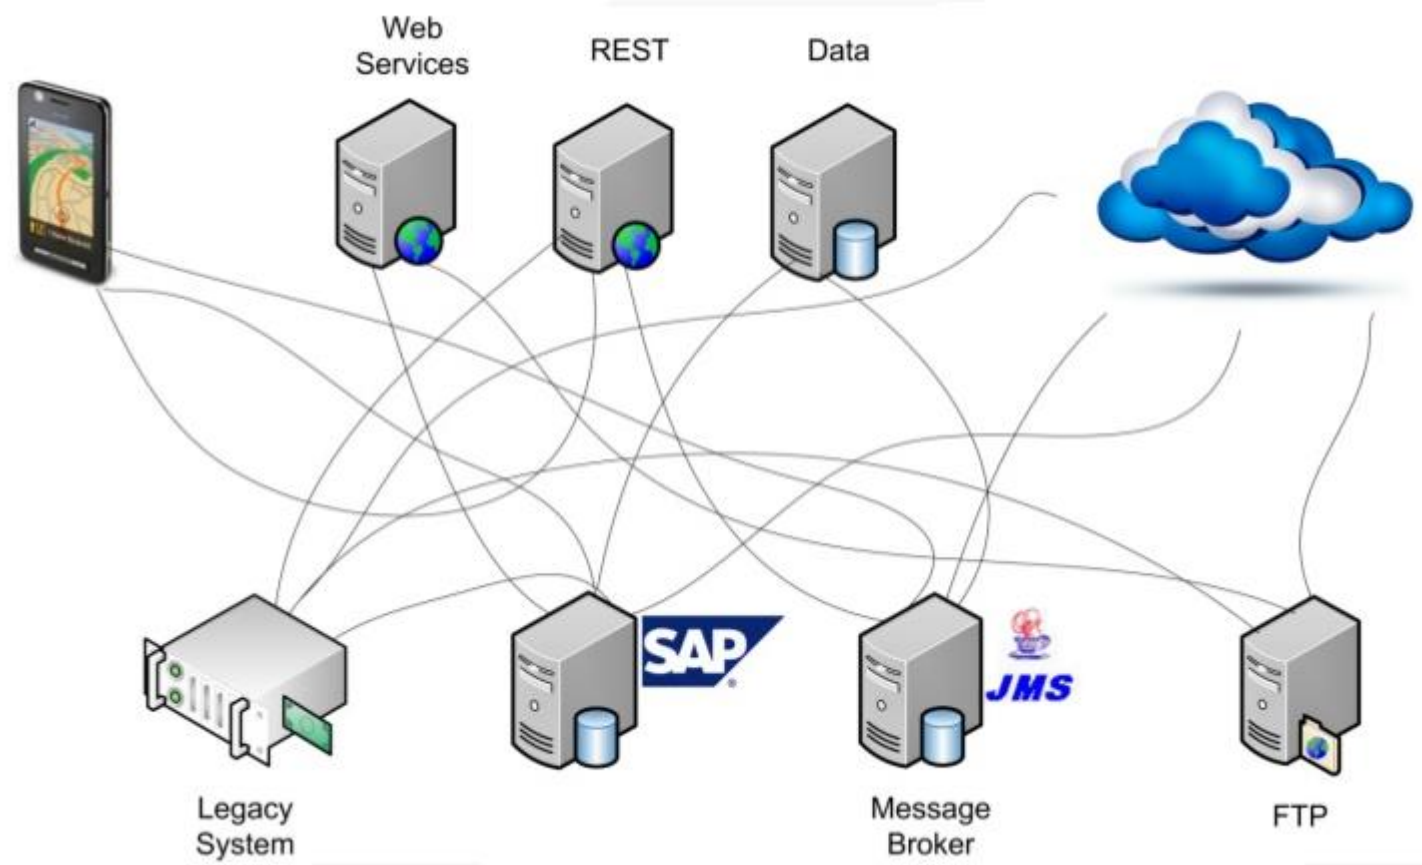 Web
Services
REST
Data
SAP
®
JMS
Legacy
System
Message
Broker
FTP